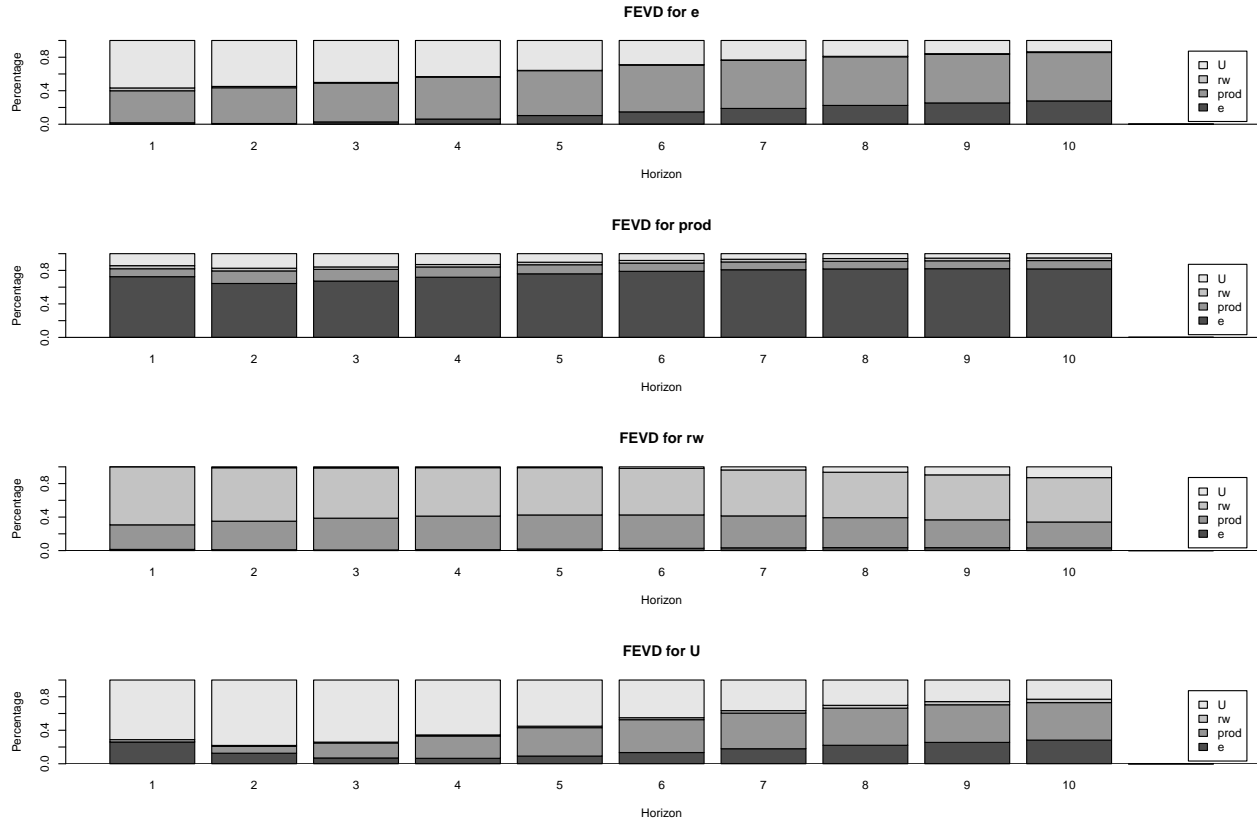 FEVD for e
Percentage
0.0 0.4 0.8
U
rw
prod
e
1 2 3 4 5 6 7 8 9 10
Horizon
FEVD for prod
Percentage
0.0 0.4 0.8
U
rw
prod
e
1 2 3 4 5 6 7 8 9 10
Horizon
FEVD for rw
Percentage
0.0 0.4 0.8
U
rw
prod
e
1 2 3 4 5 6 7 8 9 10
Horizon
FEVD for U
Percentage
0.0 0.4 0.8
U
rw
prod
e
1 2 3 4 5 6 7 8 9 10
Horizon